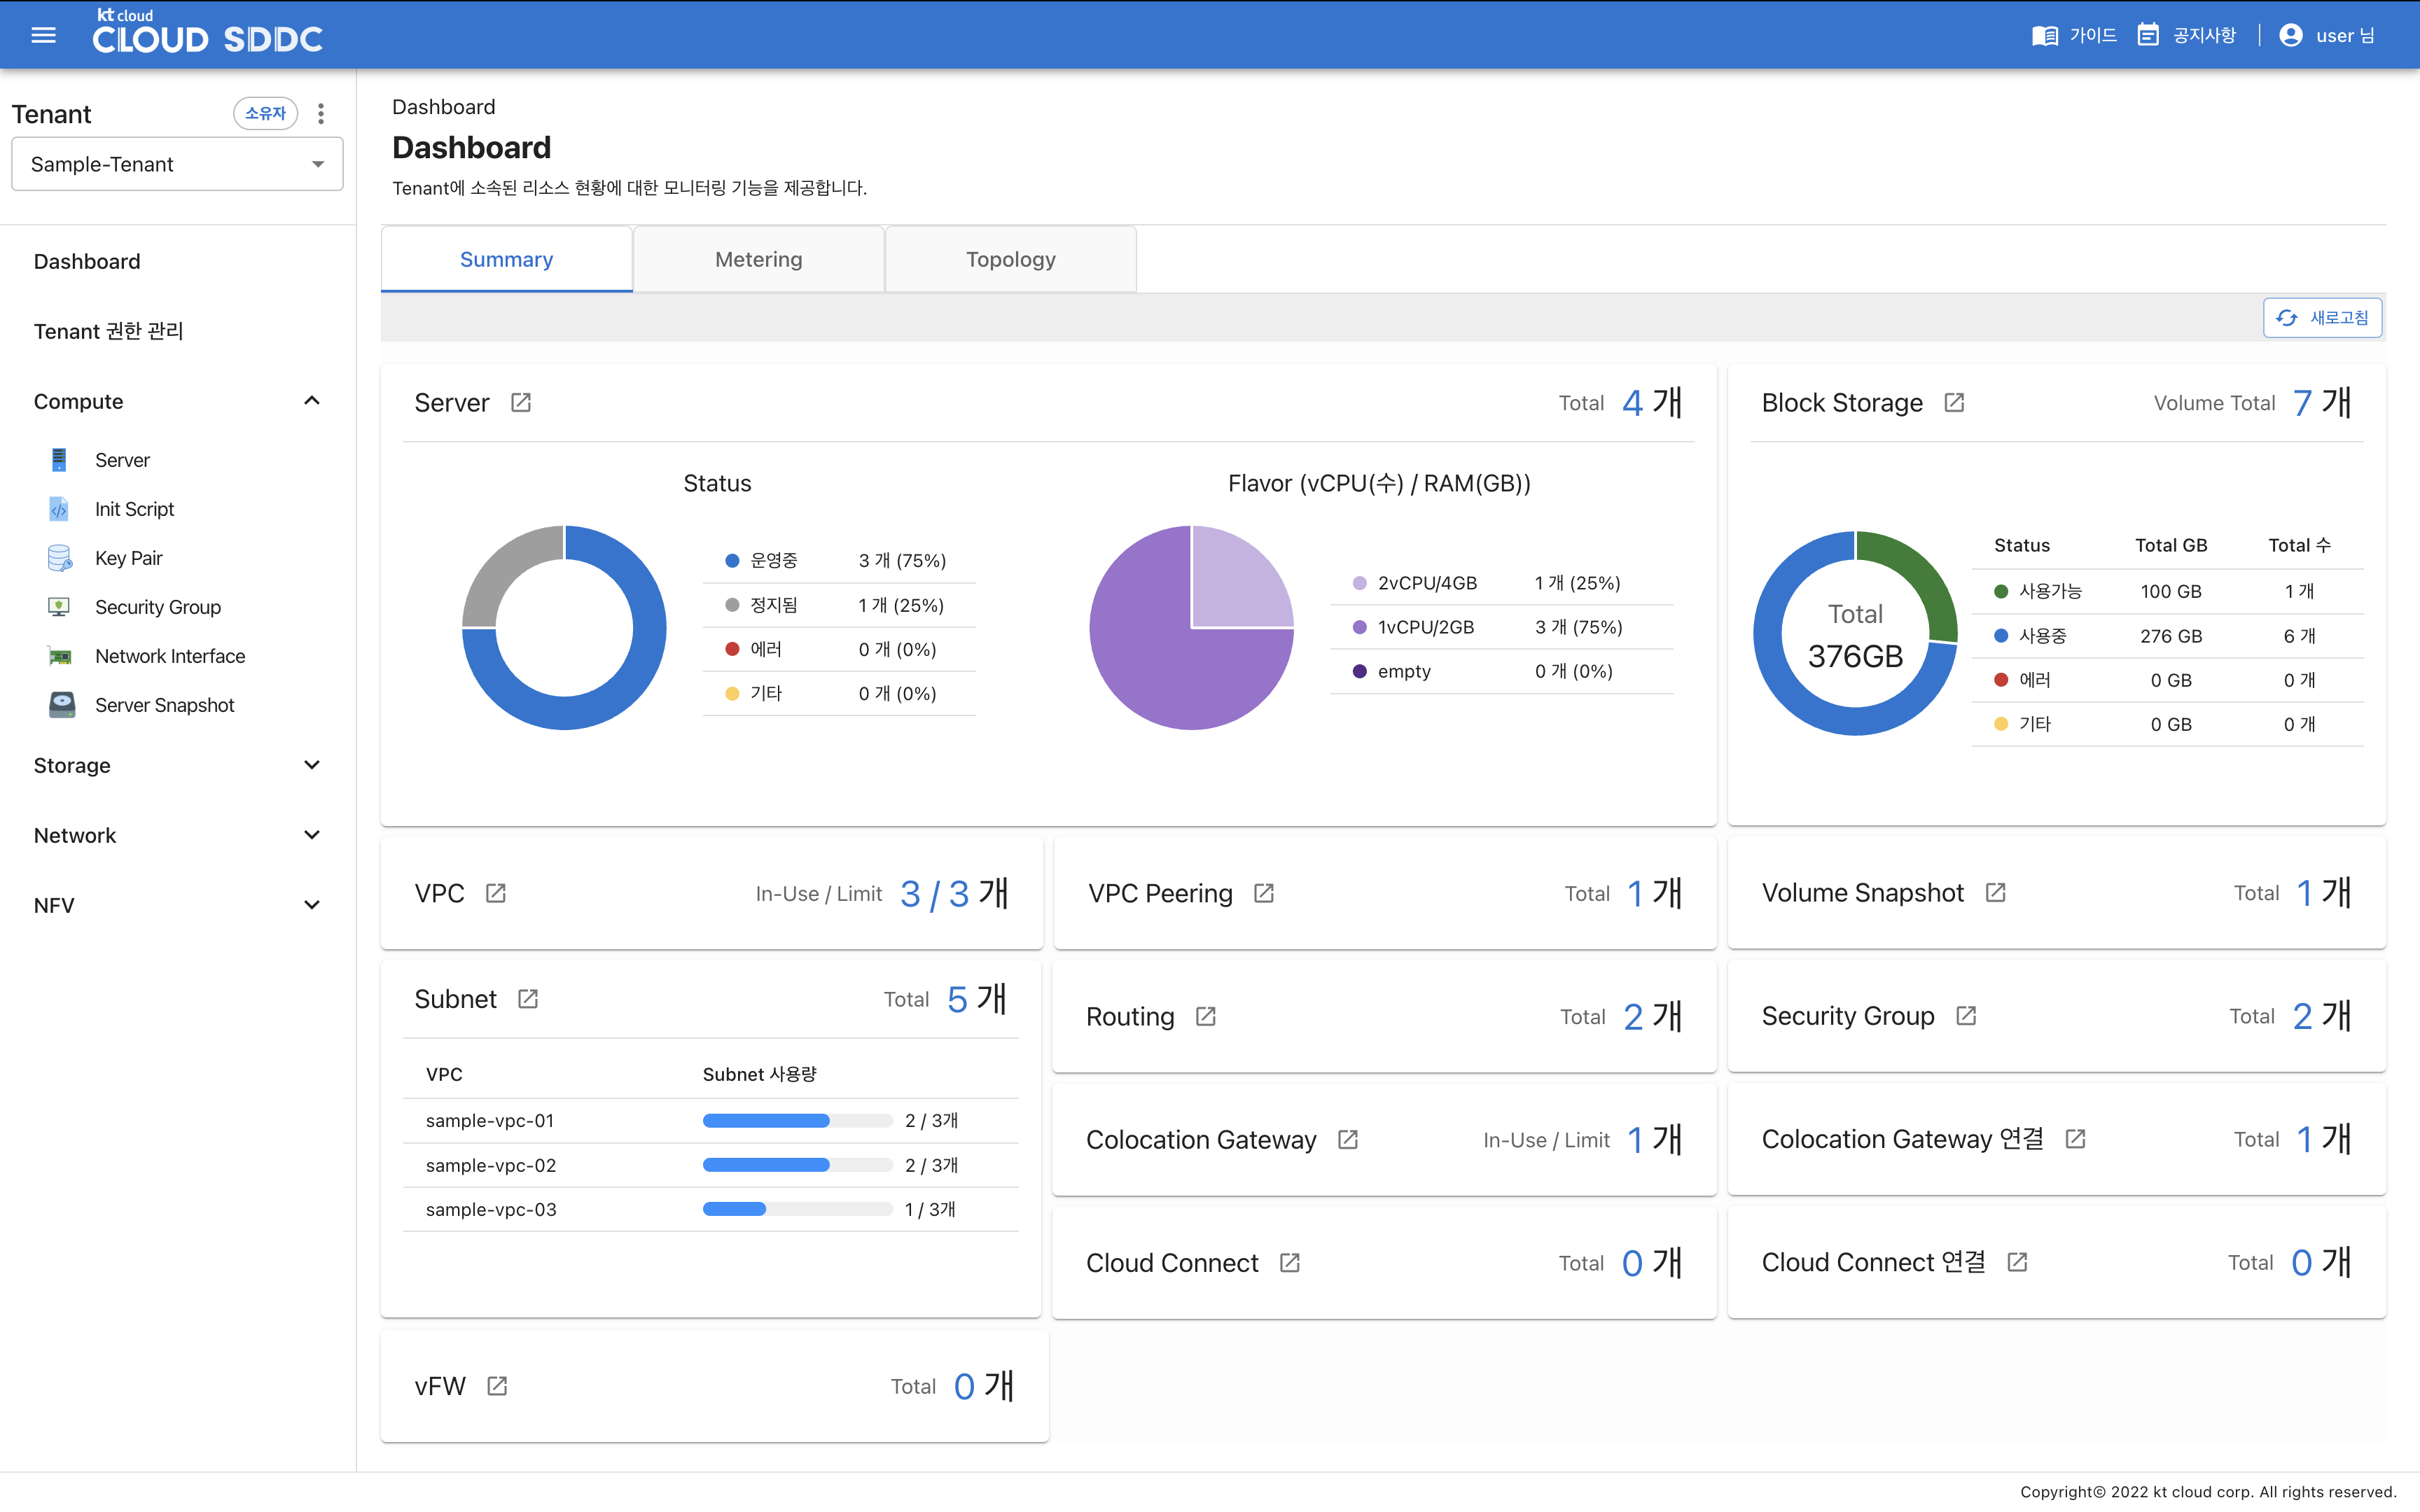 kt cloud
CLOUD SDDC
가이드 공지사항 user 님
Tenant 소유자
Sample-Tenant
Dashboard
Tenant 권한 관리
Compute
Server
Init Script
Key Pair
Security Group
Network Interface
Server Snapshot
Storage
Network
NFV
Dashboard
Dashboard
Tenant에 소속된 리소스 현황에 대한 모니터링 기능을 제공합니다.
Summary Metering Topology
새로고침
Server Total 4 개
Status
운영중 3 개 (75%)
정지됨 1 개 (25%)
에러 0 개 (0%)
기타 0 개 (0%)
Flavor (vCPU(수) / RAM(GB))
2vCPU/4GB 1 개 (25%)
1vCPU/2GB 3 개 (75%)
empty 0 개 (0%)
Block Storage Volume Total 7 개
Total
376GB
Status Total GB Total 수
사용가능 100 GB 1 개
사용중 276 GB 6 개
에러 0 GB 0 개
기타 0 GB 0 개
VPC In-Use / Limit 3 / 3 개
VPC Peering Total 1 개
Volume Snapshot Total 1 개
Subnet Total 5 개
VPC Subnet 사용량
sample-vpc-01 2 / 3개
sample-vpc-02 2 / 3개
sample-vpc-03 1 / 3개
Routing Total 2 개
Security Group Total 2 개
Colocation Gateway In-Use / Limit 1 개
Colocation Gateway 연결 Total 1 개
Cloud Connect Total 0 개
Cloud Connect 연결 Total 0 개
vFW Total 0 개
Copyright© 2022 kt cloud corp. All rights reserved.